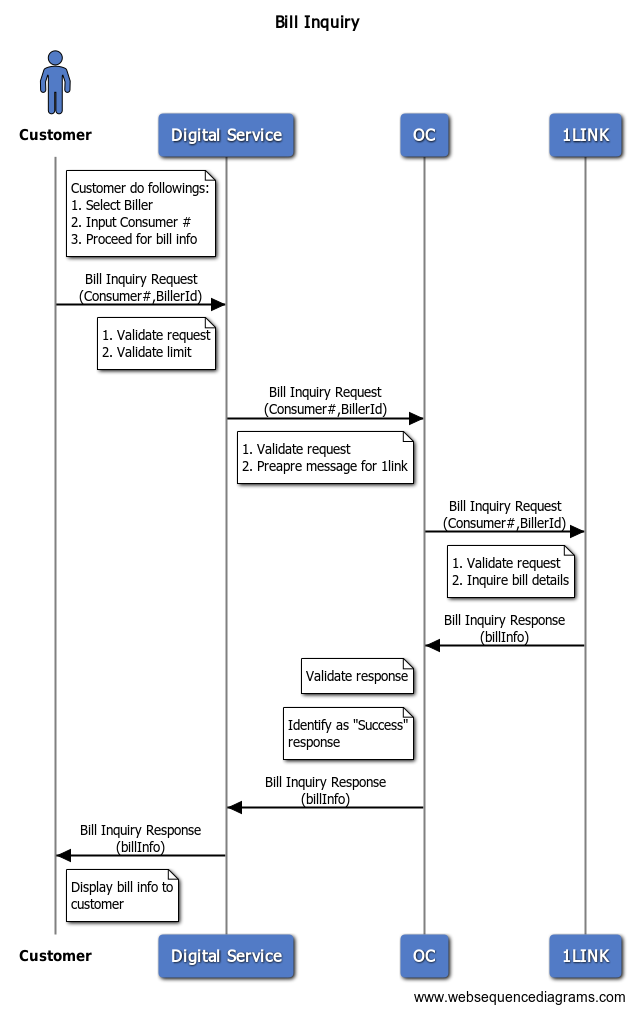 Bill Inquiry
Customer
Digital Service
OC
1LINK
Customer do followings:
1. Select Biller
2. Input Consumer #
3. Proceed for bill info
Bill Inquiry Request
(Consumer#,BillerId)
1. Validate request
2. Validate limit
Bill Inquiry Request
(Consumer#,BillerId)
1. Validate request
2. Preapre message for 1link
Bill Inquiry Request
(Consumer#,BillerId)
1. Validate request
2. Inquire bill details
Bill Inquiry Response
(billInfo)
Validate response
Identify as "Success"
response
Bill Inquiry Response
(billInfo)
Bill Inquiry Response
(billInfo)
Display bill info to
customer
Customer
Digital Service
OC
1LINK
www.websequencediagrams.com